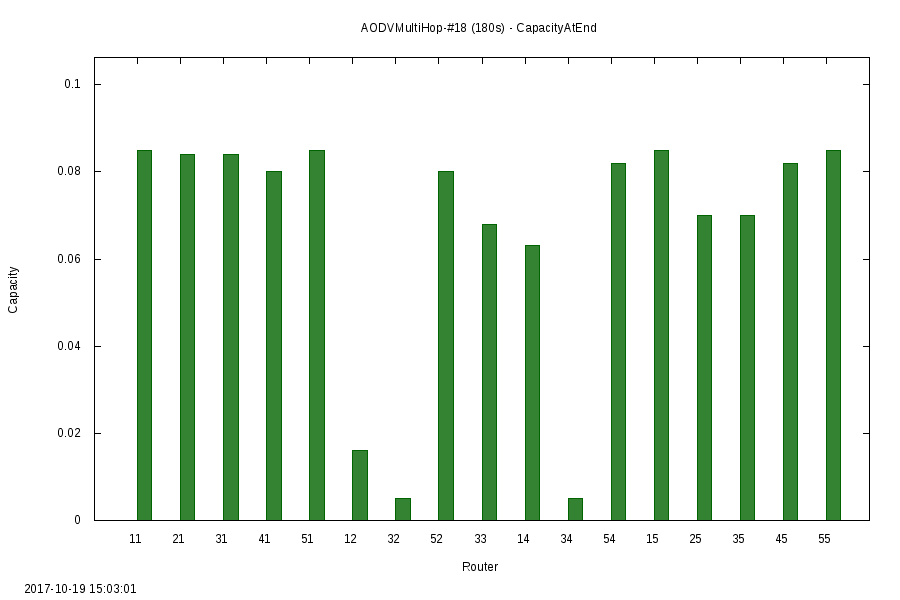 AODVMultiHop-#18 (180s) - CapacityAtEnd
0.1
0.08
0.06
0.04
0.02
0
Capacity
11 21 31 41 51 12 32 52 33 14 34 54 15 25 35 45 55
Router
2017-10-19 15:03:01